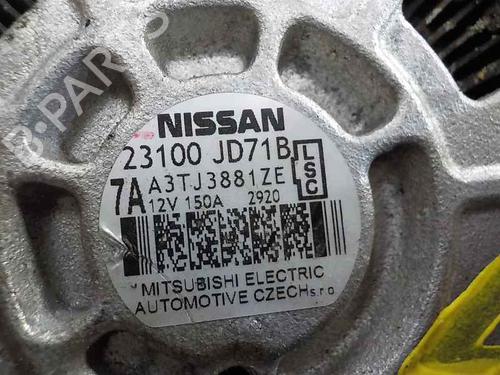 NISSAN
23100 JD71B
7A A3TJ3881ZE
LSC
12V 150A 2920
MITSUBISHI ELECTRIC
AUTOMOTIVE CZECH s.r.o
B-PARTS